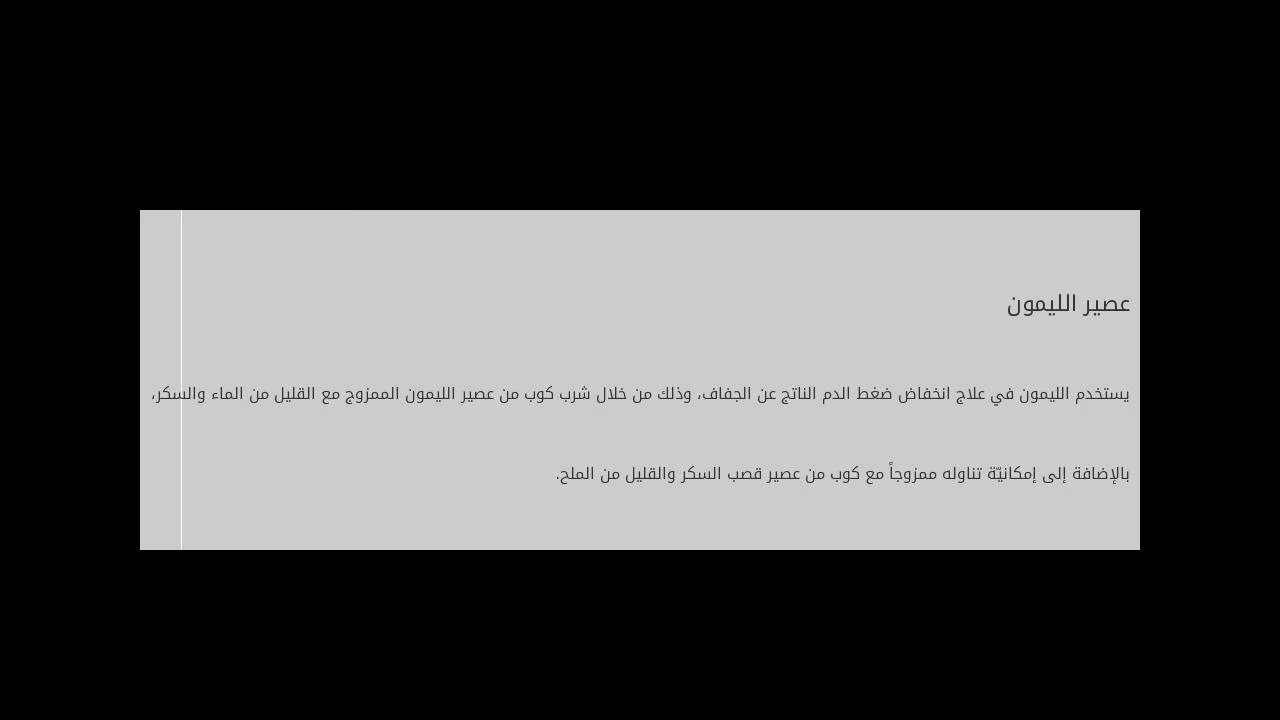 عصير الليمون
يستخدم الليمون في علاج انخفاض ضغط الدم الناتج عن الجفاف، وذلك من خلال شرب كوب من عصير الليمون الممزوج مع القليل من الماء والسكر،
بالإضافة إلى إمكانيّة تناوله ممزوجاً مع كوب من عصير قصب السكر والقليل من الملح.